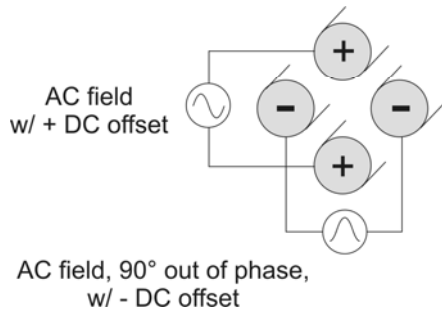 +
AC field
w/ + DC offset
- -
+
AC field, 90° out of phase,
w/ - DC offset